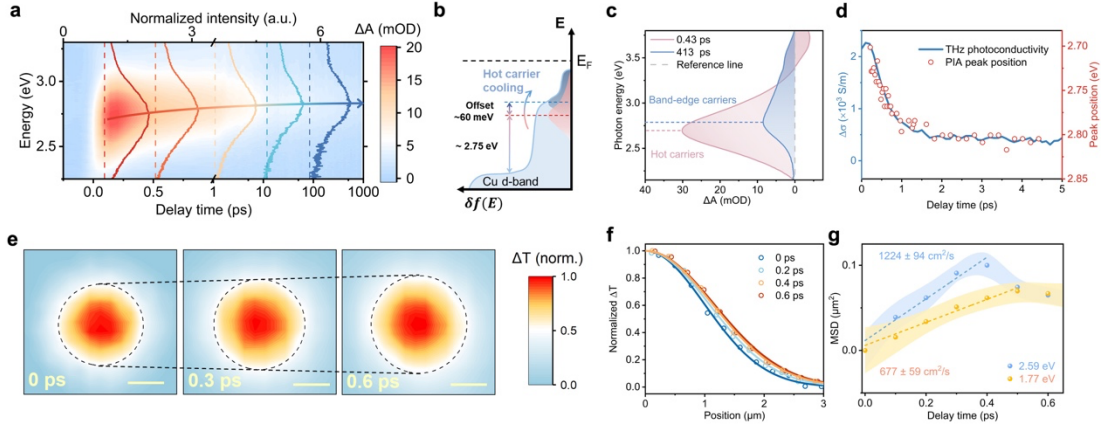 a
Normalized intensity (a.u.)
0 3 6
ΔA (mOD)
20
15
10
5
0
Energy (eV)
3.0
2.5
0.0 0.5 1 10 100 1000
Delay time (ps)
b
E
E_F
Hot carrier
cooling
Offset
~60 meV
~ 2.75 eV
Cu d-band
δf(E)
c
0.43 ps
413 ps
Reference line
Band-edge carriers
Hot carriers
Photon energy (eV)
3.5
3.0
2.5
40 30 20 10 0
ΔA (mOD)
d
THz photoconductivity
PIA peak position
Δσ (×10³ S/m)
2
1
0
Peak position (eV)
2.70
2.75
2.80
2.85
0 1 2 3 4 5
Delay time (ps)
e
0 ps
0.3 ps
0.6 ps
ΔT (norm.)
1.0
0.5
0.0
f
0 ps
0.2 ps
0.4 ps
0.6 ps
Normalized ΔT
1.0
0.8
0.6
0.4
0.2
0.0
0 1 2 3
Position (μm)
g
1224 ± 94 cm²/s
677 ± 59 cm²/s
2.59 eV
1.77 eV
MSD (μm²)
0.1
0.0
0.0 0.2 0.4 0.6
Delay time (ps)